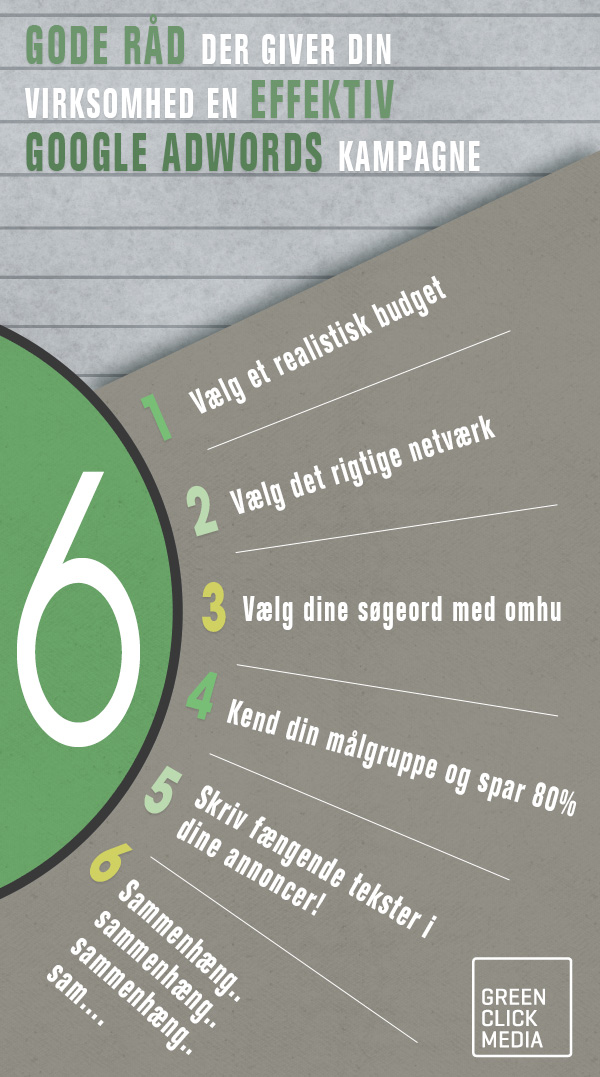 GODE RÅD DER GIVER DIN
VIRKSOMHED EN EFFEKTIV
GOOGLE ADWORDS KAMPAGNE
6
1 Vælg et realistisk budget
2 Vælg det rigtige netværk
3 Vælg dine søgeord med omhu
4 Kend din målgruppe og spar 80%
5 Skriv fængende tekster i
dine annoncer!
6 Sammenhæng..
sammenhæng..
sammenhæng..
sam....
GREEN
CLICK
MEDIA